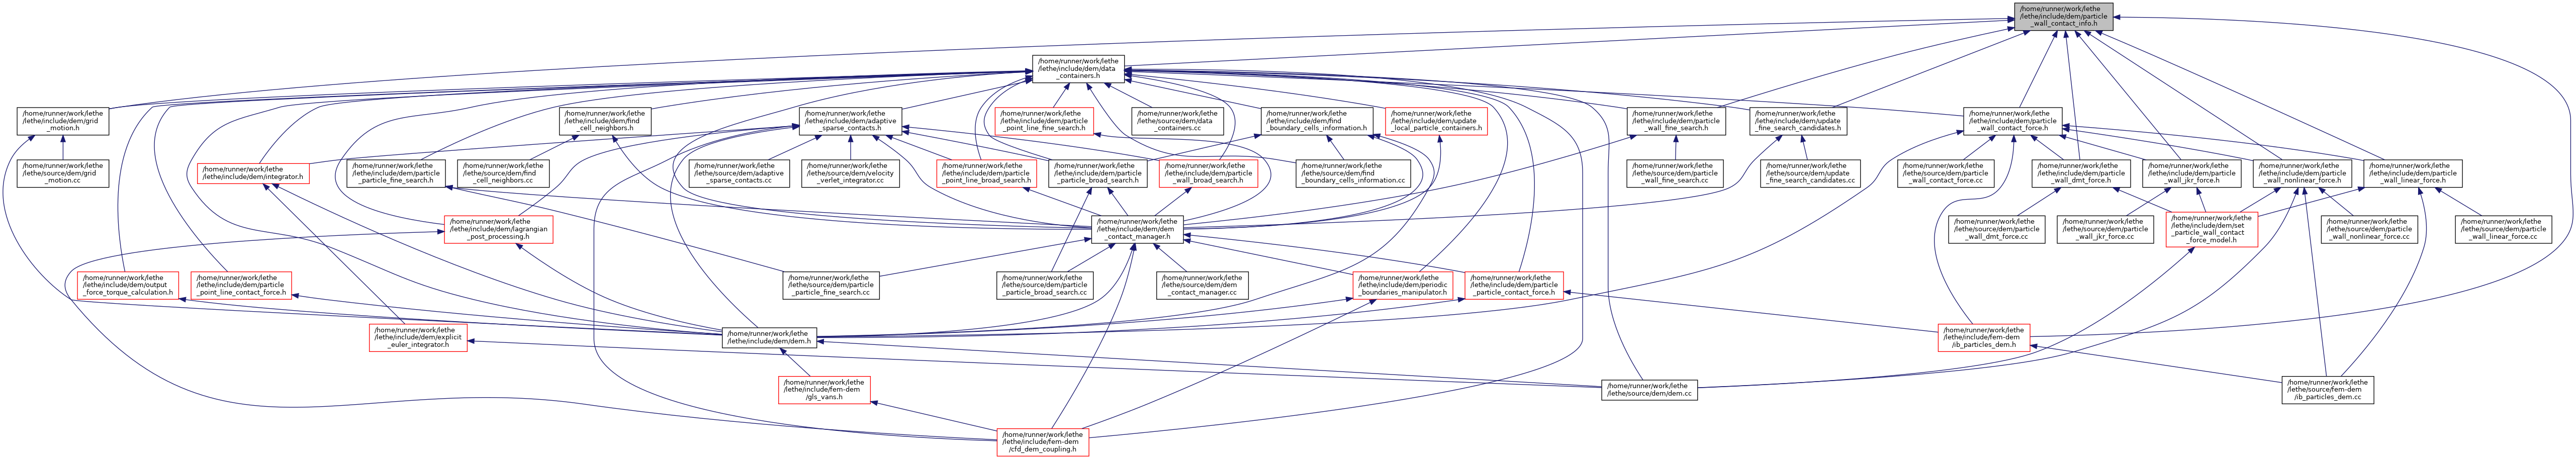 /home/runner/work/lethe
/lethe/include/dem/particle
_wall_contact_info.h
/home/runner/work/lethe
/lethe/include/dem/data
_containers.h
/home/runner/work/lethe
/lethe/include/dem/grid
_motion.h
/home/runner/work/lethe
/lethe/include/dem/find
_cell_neighbors.h
/home/runner/work/lethe
/lethe/include/dem/adaptive
_sparse_contacts.h
/home/runner/work/lethe
/lethe/include/dem/particle
_point_line_fine_search.h
/home/runner/work/lethe
/lethe/source/dem/data
_containers.cc
/home/runner/work/lethe
/lethe/include/dem/find
_boundary_cells_information.h
/home/runner/work/lethe
/lethe/include/dem/update
_local_particle_containers.h
/home/runner/work/lethe
/lethe/include/dem/particle
_wall_fine_search.h
/home/runner/work/lethe
/lethe/include/dem/update
_fine_search_candidates.h
/home/runner/work/lethe
/lethe/include/dem/particle
_wall_contact_force.h
/home/runner/work/lethe
/lethe/source/dem/grid
_motion.cc
/home/runner/work/lethe
/lethe/include/dem/integrator.h
/home/runner/work/lethe
/lethe/include/dem/particle
_particle_fine_search.h
/home/runner/work/lethe
/lethe/source/dem/find
_cell_neighbors.cc
/home/runner/work/lethe
/lethe/source/dem/adaptive
_sparse_contacts.cc
/home/runner/work/lethe
/lethe/source/dem/velocity
_verlet_integrator.cc
/home/runner/work/lethe
/lethe/include/dem/particle
_point_line_broad_search.h
/home/runner/work/lethe
/lethe/include/dem/particle
_particle_broad_search.h
/home/runner/work/lethe
/lethe/include/dem/particle
_wall_broad_search.h
/home/runner/work/lethe
/lethe/source/dem/find
_boundary_cells_information.cc
/home/runner/work/lethe
/lethe/source/dem/particle
_wall_fine_search.cc
/home/runner/work/lethe
/lethe/source/dem/update
_fine_search_candidates.cc
/home/runner/work/lethe
/lethe/source/dem/particle
_wall_contact_force.cc
/home/runner/work/lethe
/lethe/include/dem/particle
_wall_dmt_force.h
/home/runner/work/lethe
/lethe/include/dem/particle
_wall_jkr_force.h
/home/runner/work/lethe
/lethe/include/dem/particle
_wall_nonlinear_force.h
/home/runner/work/lethe
/lethe/include/dem/particle
_wall_linear_force.h
/home/runner/work/lethe
/lethe/include/dem/lagrangian
_post_processing.h
/home/runner/work/lethe
/lethe/include/dem/dem
_contact_manager.h
/home/runner/work/lethe
/lethe/source/dem/particle
_wall_dmt_force.cc
/home/runner/work/lethe
/lethe/source/dem/particle
_wall_jkr_force.cc
/home/runner/work/lethe
/lethe/include/dem/set
_particle_wall_contact
_force_model.h
/home/runner/work/lethe
/lethe/source/dem/particle
_wall_nonlinear_force.cc
/home/runner/work/lethe
/lethe/source/dem/particle
_wall_linear_force.cc
/home/runner/work/lethe
/lethe/include/dem/output
_force_torque_calculation.h
/home/runner/work/lethe
/lethe/include/dem/particle
_point_line_contact_force.h
/home/runner/work/lethe
/lethe/source/dem/particle
_particle_fine_search.cc
/home/runner/work/lethe
/lethe/source/dem/particle
_particle_broad_search.cc
/home/runner/work/lethe
/lethe/source/dem/dem
_contact_manager.cc
/home/runner/work/lethe
/lethe/include/dem/periodic
_boundaries_manipulator.h
/home/runner/work/lethe
/lethe/include/dem/particle
_particle_contact_force.h
/home/runner/work/lethe
/lethe/include/dem/explicit
_euler_integrator.h
/home/runner/work/lethe
/lethe/include/dem/dem.h
/home/runner/work/lethe
/lethe/include/fem-dem
/ib_particles_dem.h
/home/runner/work/lethe
/lethe/include/fem-dem
/gls_vans.h
/home/runner/work/lethe
/lethe/source/dem/dem.cc
/home/runner/work/lethe
/lethe/source/fem-dem
/ib_particles_dem.cc
/home/runner/work/lethe
/lethe/include/fem-dem
/cfd_dem_coupling.h